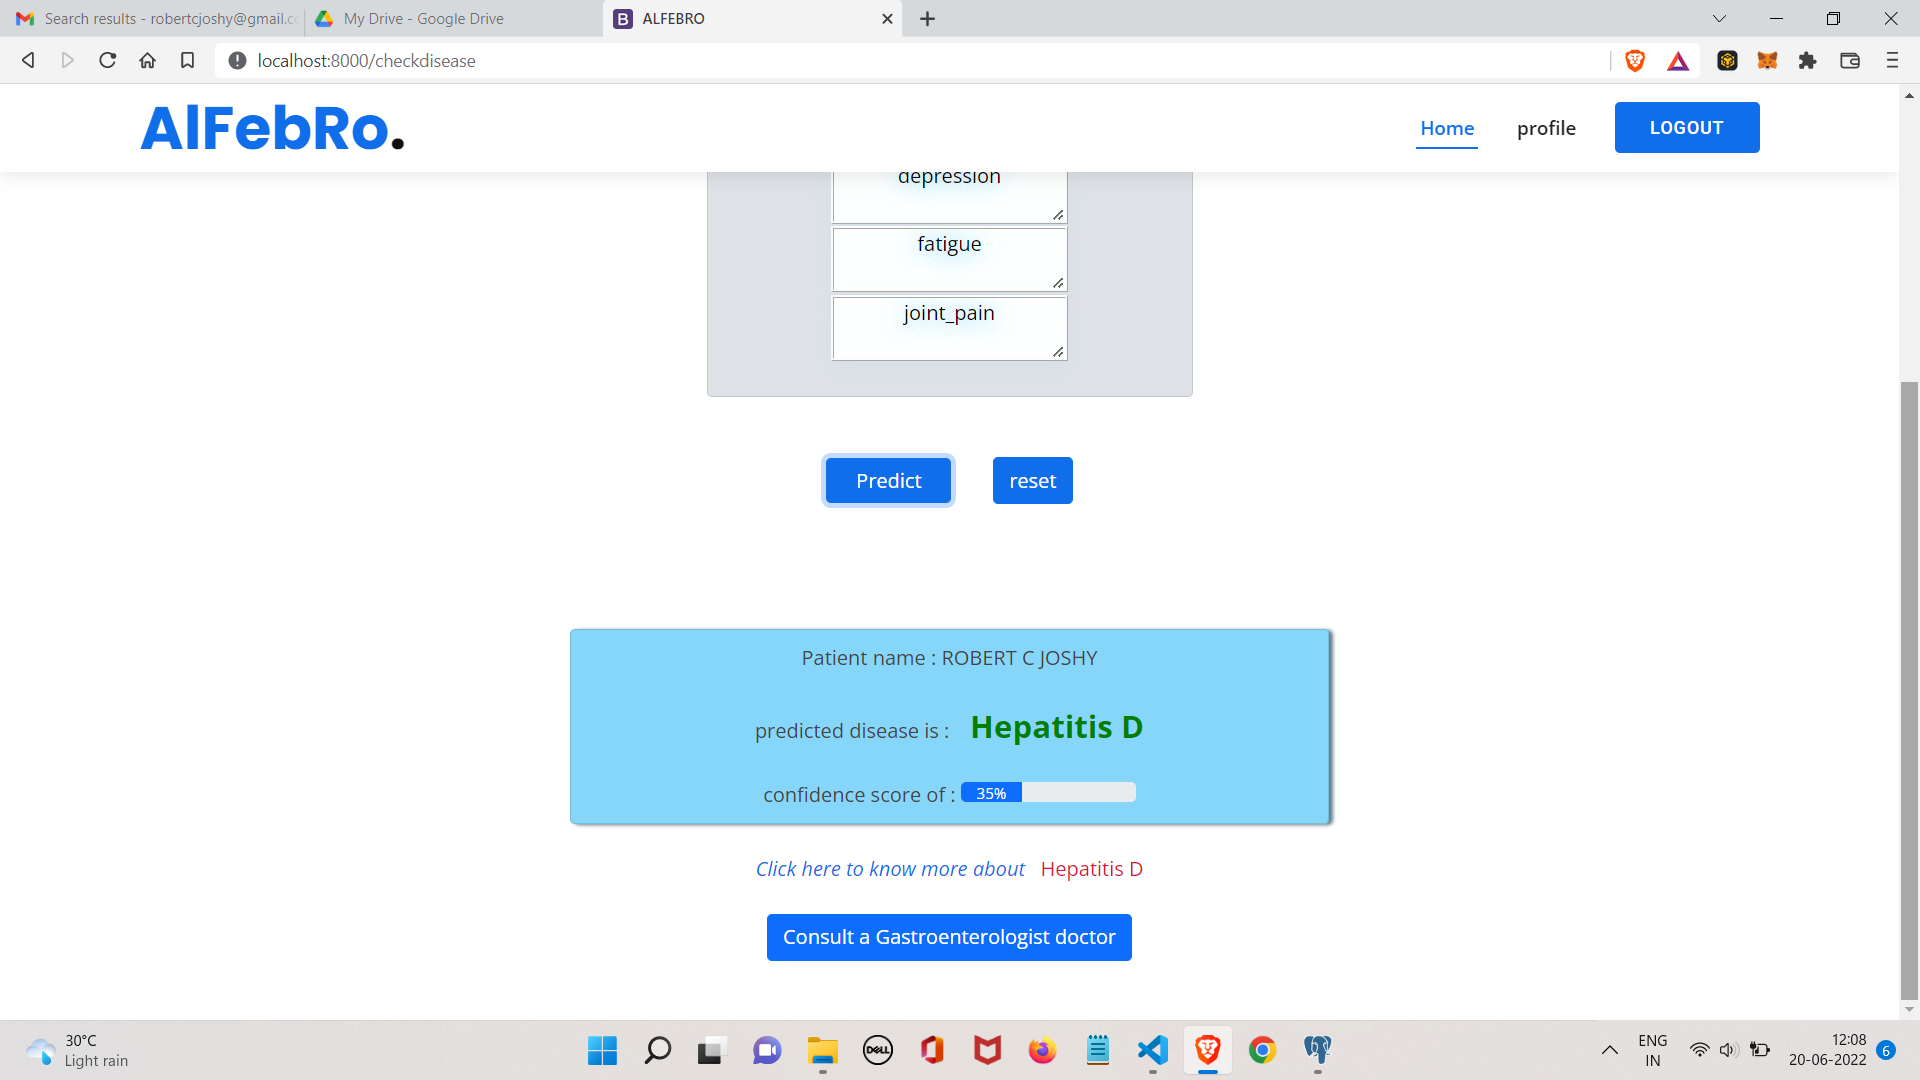 Search results - robertcjoshy@gmail.c
My Drive - Google Drive
B ALFEBRO
localhost:8000/checkdisease
AlFebRo.
Home
profile
LOGOUT
depression
fatigue
joint_pain
Predict
reset
Patient name : ROBERT C JOSHY
predicted disease is : Hepatitis D
confidence score of : 35%
Click here to know more about Hepatitis D
Consult a Gastroenterologist doctor
30°C
Light rain
DELL
ENG
IN
12:08
20-06-2022
6